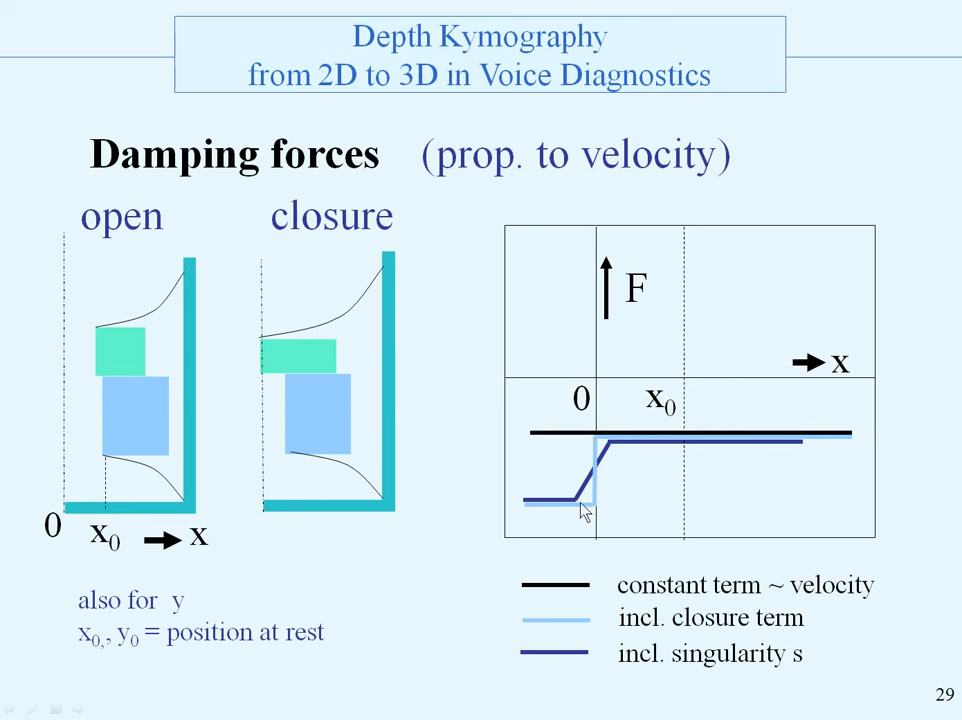 Depth Kymography
from 2D to 3D in Voice Diagnostics
Damping forces (prop. to velocity)
open closure
F
x
0 x₀
0 x₀ x
also for y
x₀,, y₀ = position at rest
constant term ~ velocity
incl. closure term
incl. singularity s
29